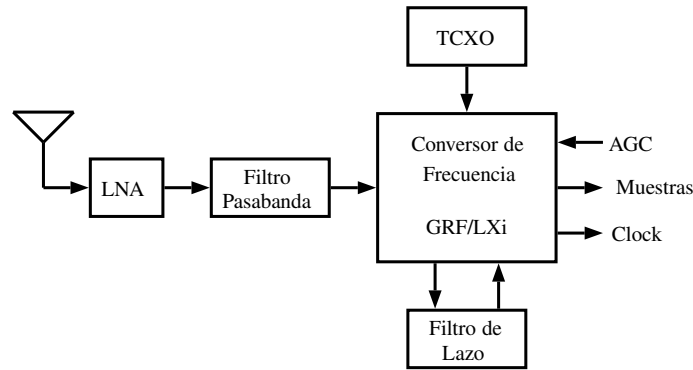 TCXO
Conversor de
Frecuencia
GRF/LXi
AGC
Muestras
Clock
LNA
Filtro
Pasabanda
Filtro de
Lazo